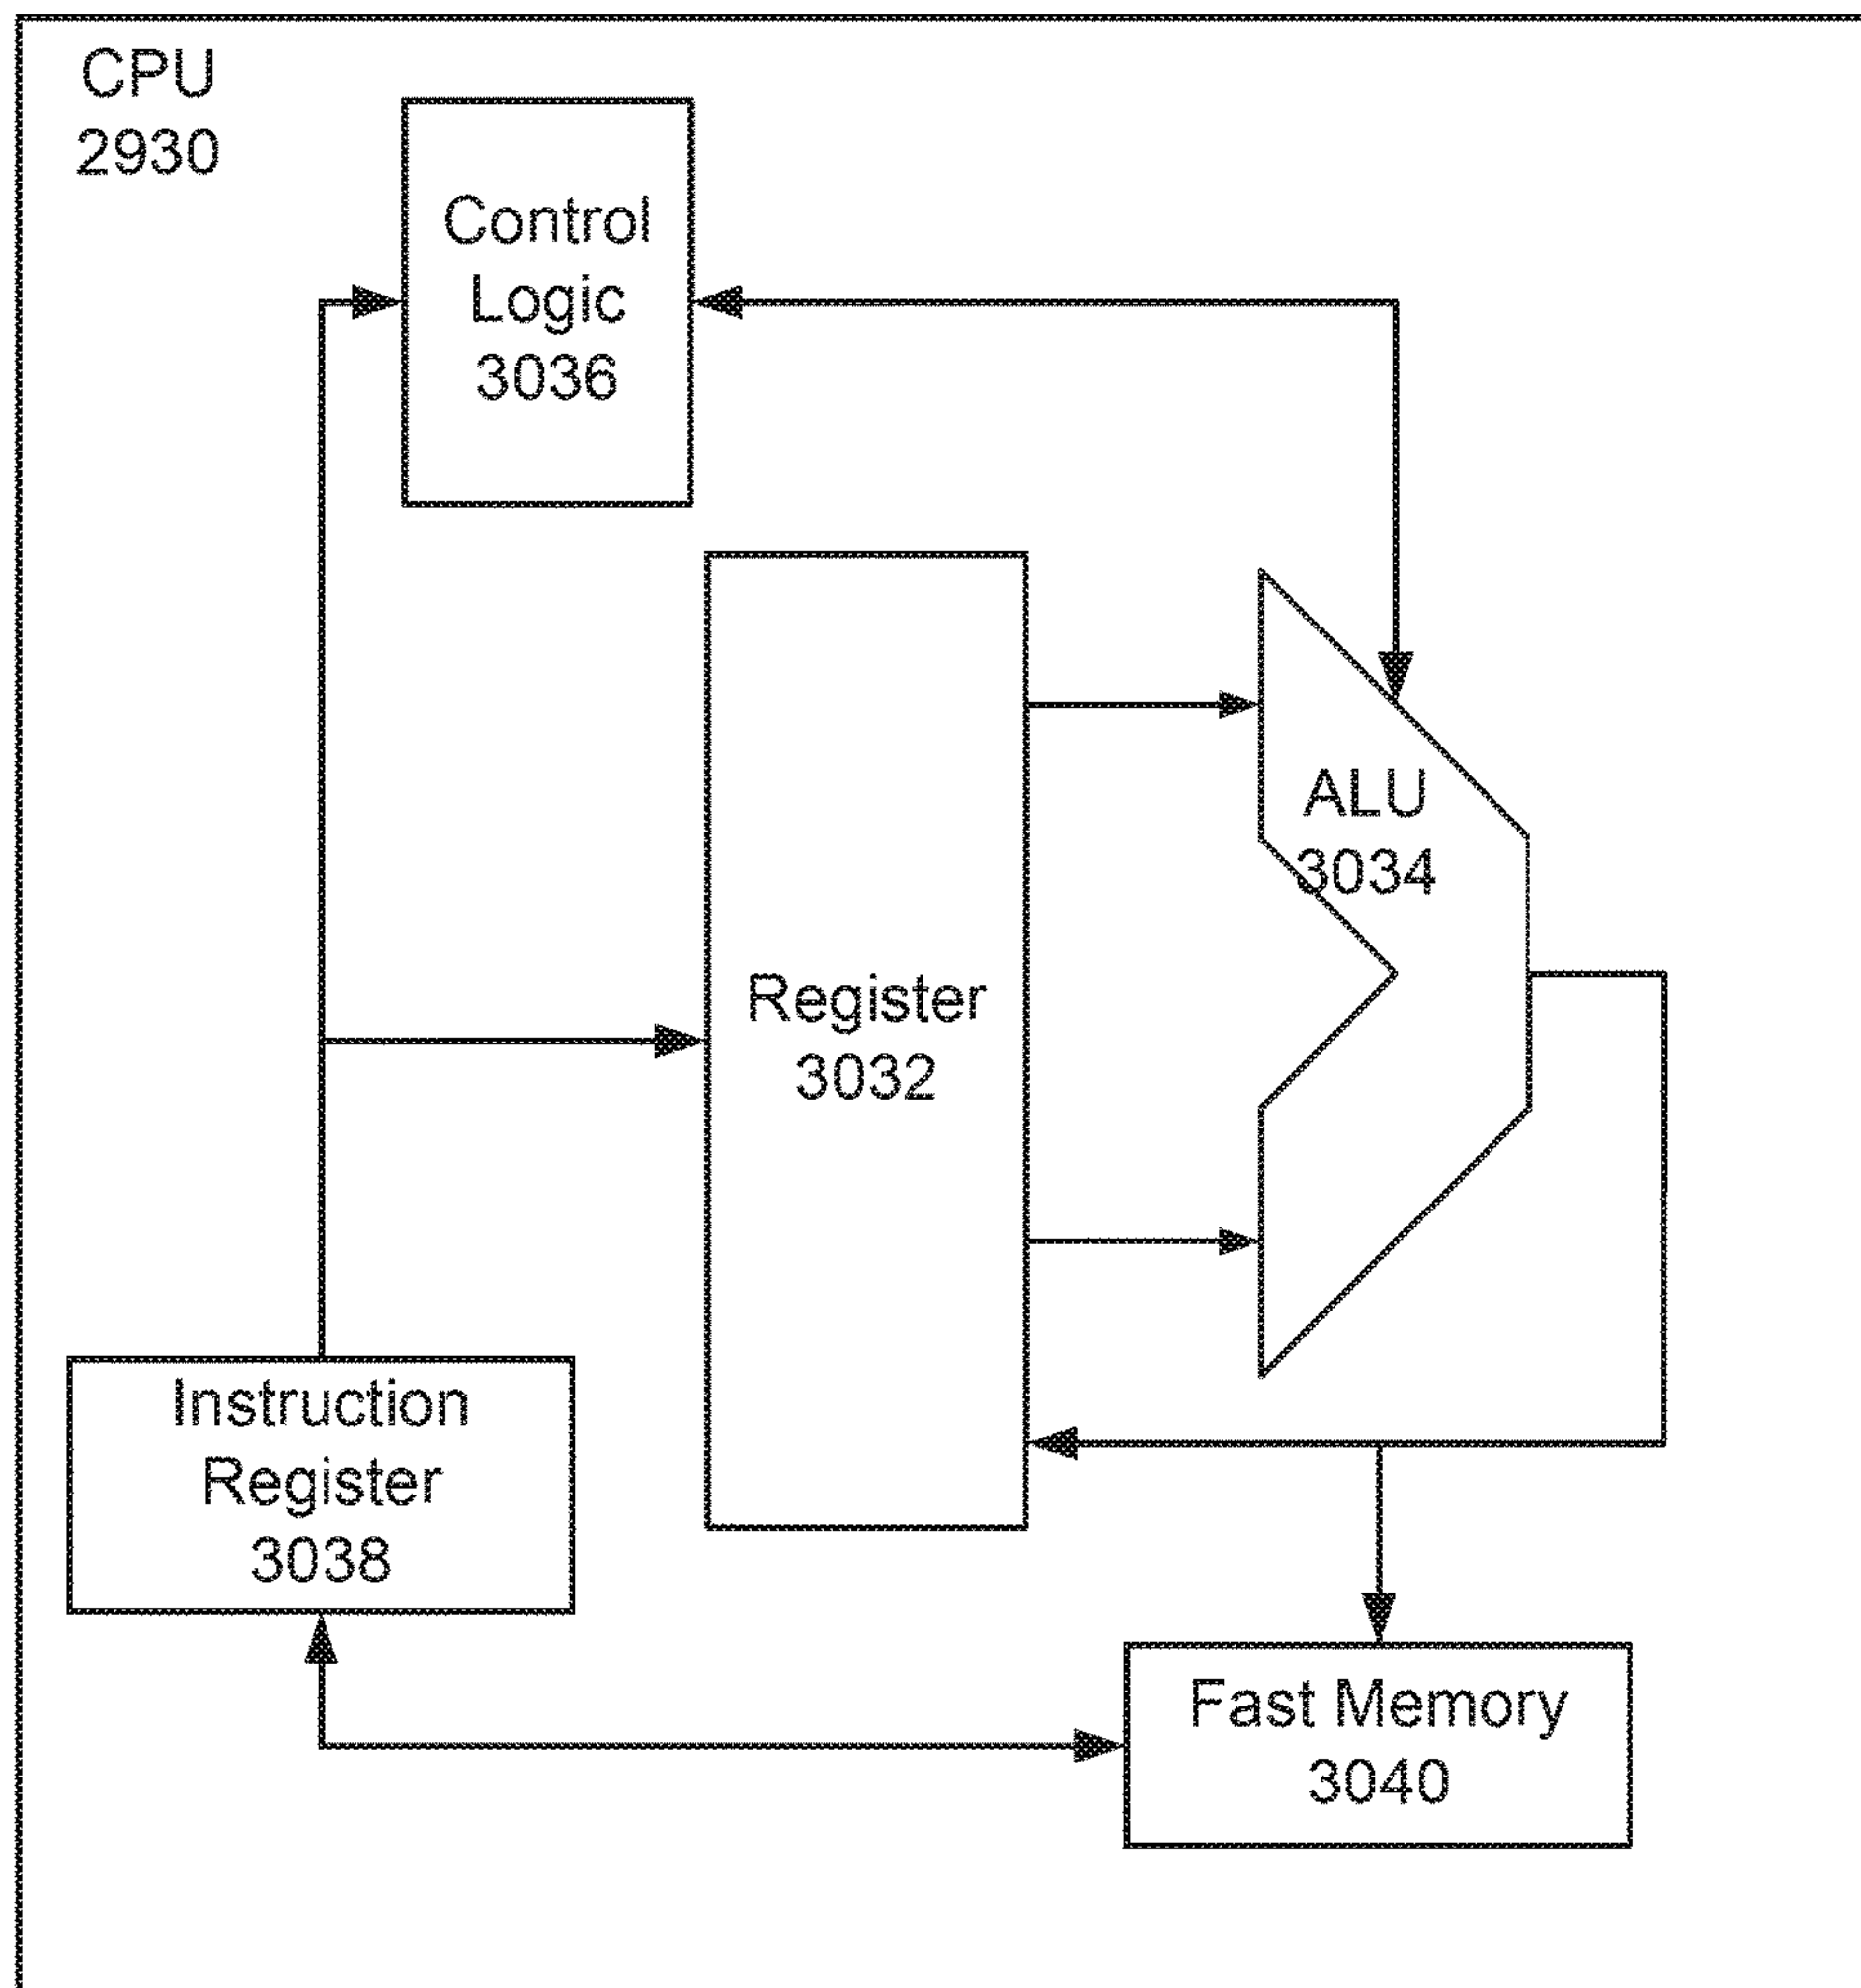 CPU
2930
Control
Logic
3036
ALU
3034
Register
3032
Instruction
Register
3038
Fast Memory
3040